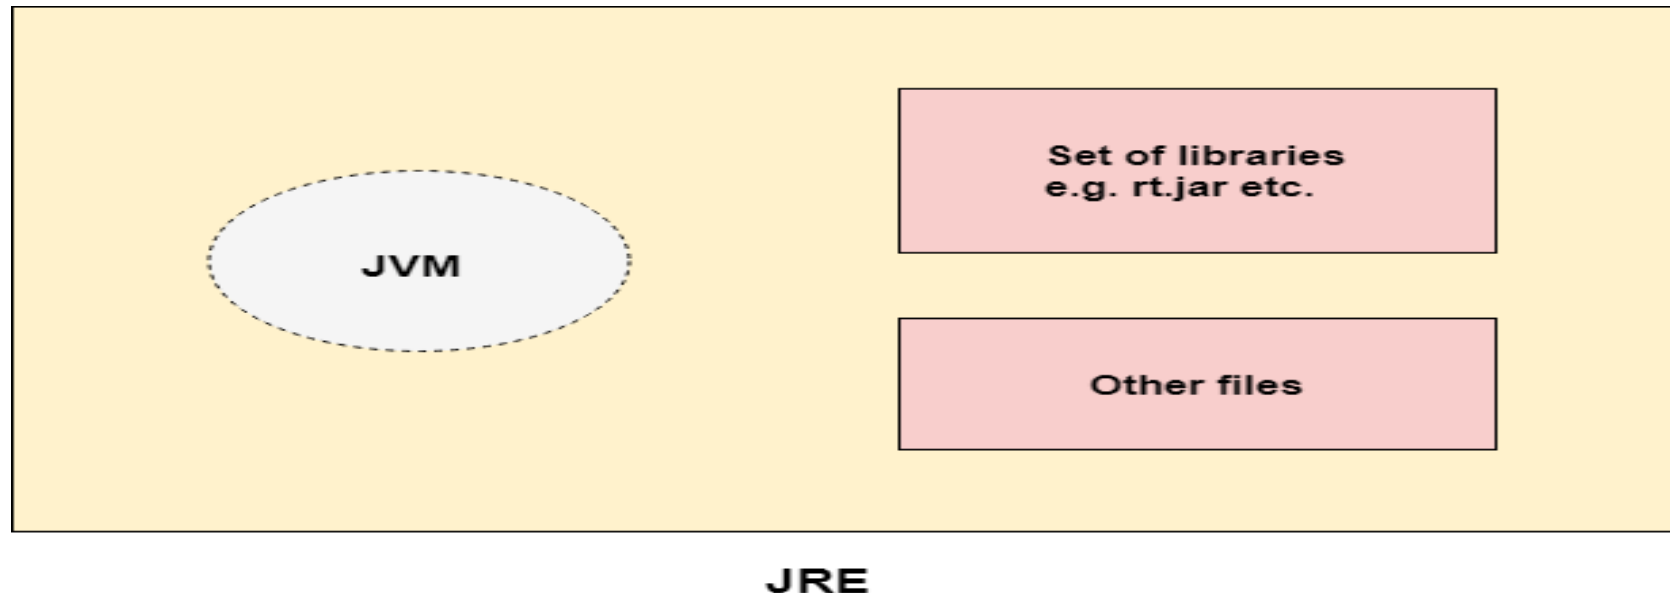 JVM
Set of libraries
e.g. rt.jar etc.
Other files
JRE